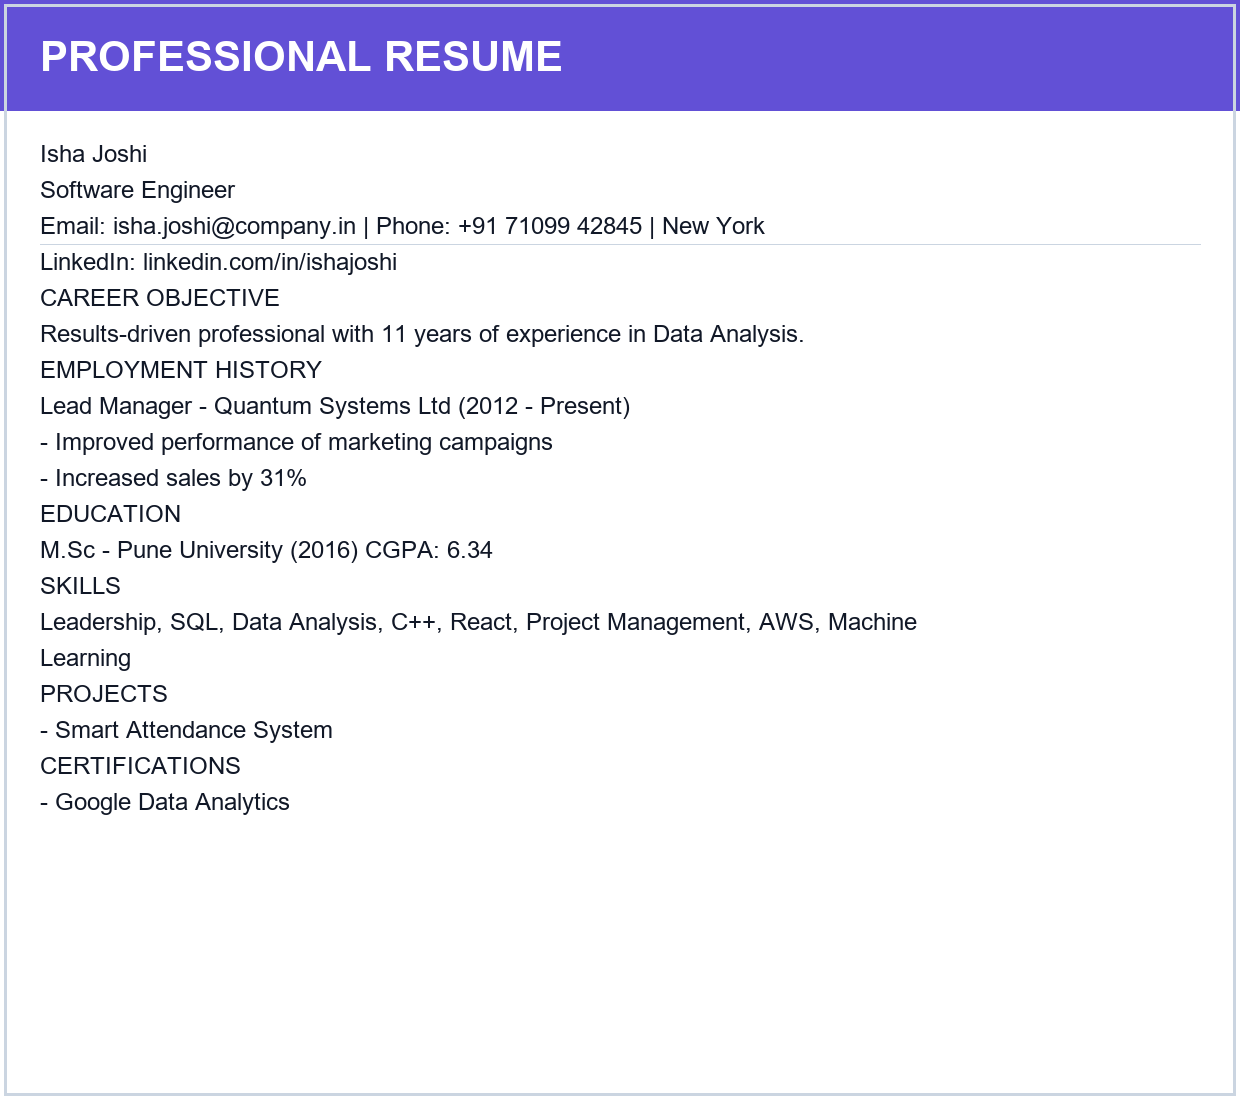 PROFESSIONAL RESUME
Isha Joshi
Software Engineer
Email: isha.joshi@company.in | Phone: +91 71099 42845 | New York
LinkedIn: linkedin.com/in/ishajoshi
CAREER OBJECTIVE
Results-driven professional with 11 years of experience in Data Analysis.
EMPLOYMENT HISTORY
Lead Manager - Quantum Systems Ltd (2012 - Present)
- Improved performance of marketing campaigns
- Increased sales by 31%
EDUCATION
M.Sc - Pune University (2016) CGPA: 6.34
SKILLS
Leadership, SQL, Data Analysis, C++, React, Project Management, AWS, Machine
Learning
PROJECTS
- Smart Attendance System
CERTIFICATIONS
- Google Data Analytics